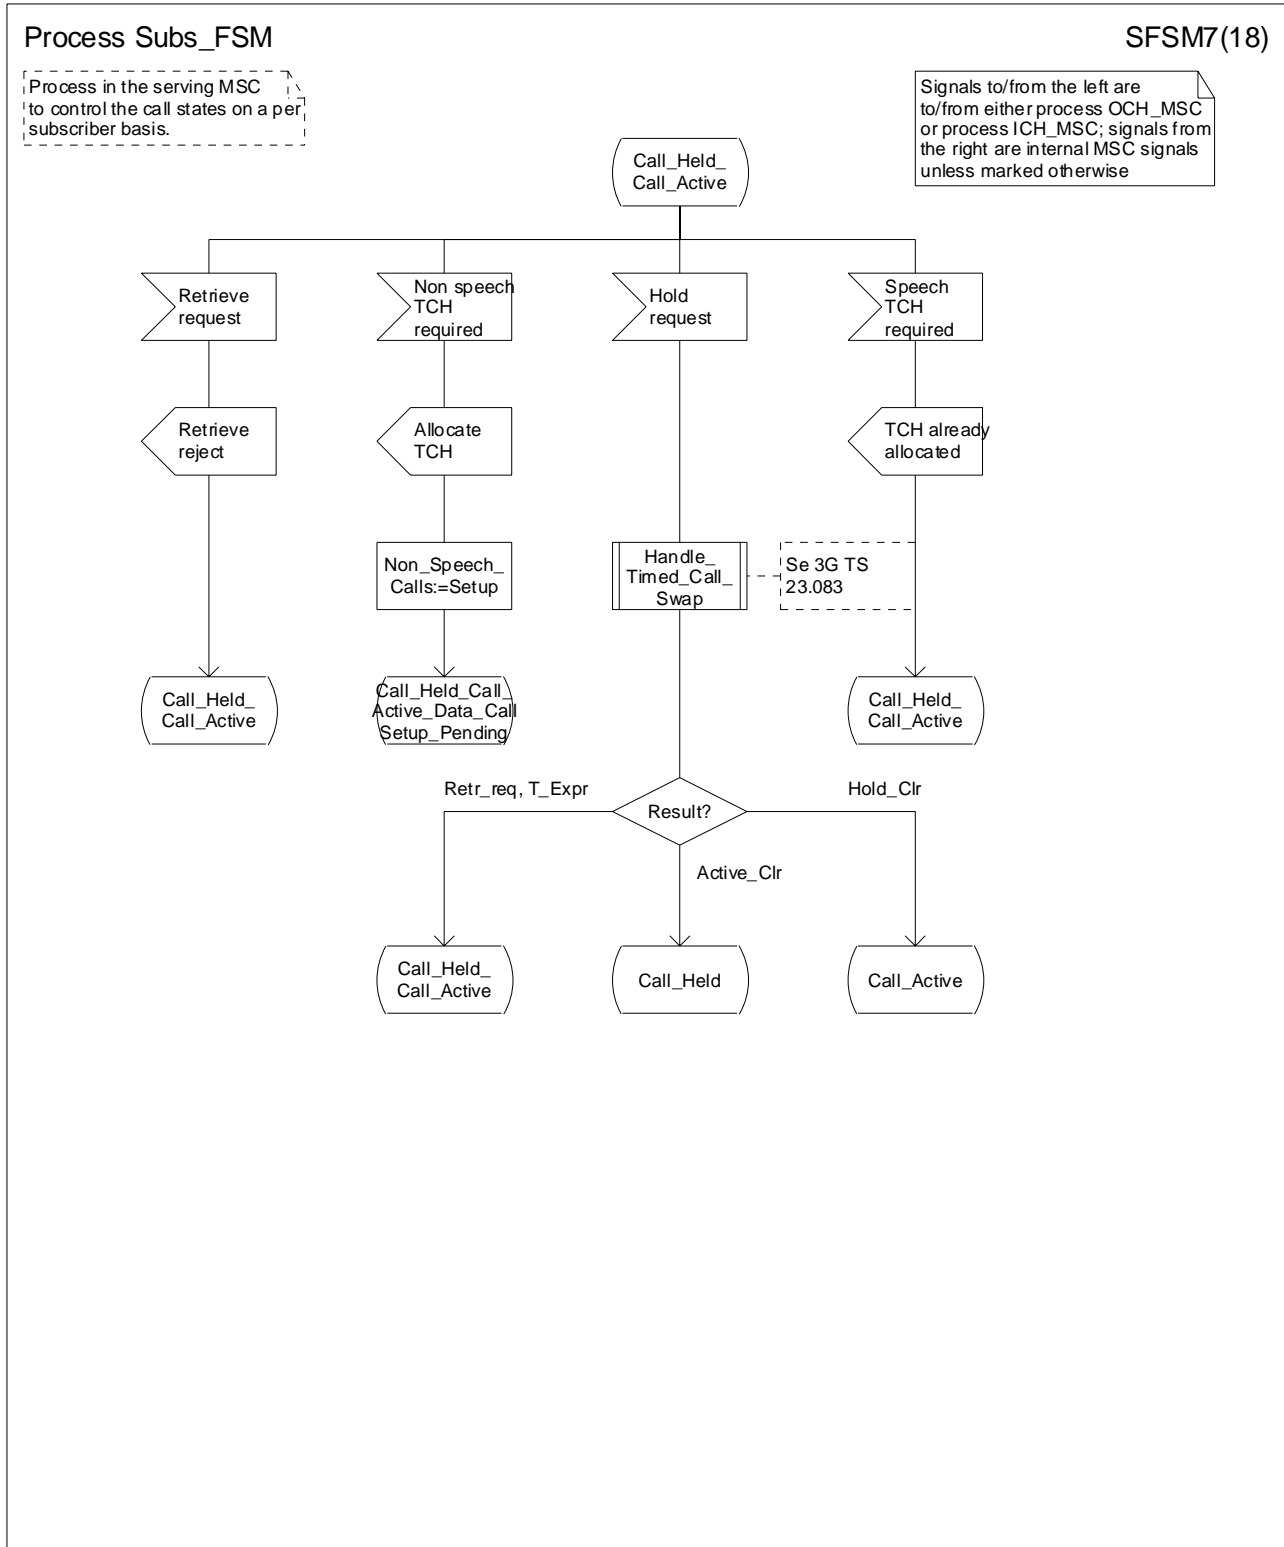 Process Subs_FSM
SFSM7(18)
Process in the serving MSC
to control the call states on a per
subscriber basis.
Signals to/from the left are
to/from either process OCH_MSC
or process ICH_MSC; signals from
the right are internal MSC signals
unless marked otherwise
Call_Held_
Call_Active
Retrieve
request
Non speech
TCH
required
Hold
request
Speech
TCH
required
Retrieve
reject
Allocate
TCH
TCH already
allocated
Non_Speech_
Calls:=Setup
Handle_
Timed_Call_
Swap
Se 3G TS
23.083
Call_Held_
Call_Active
Call_Held_Call_
Active_Data_Call
Setup_Pending
Call_Held_
Call_Active
Retr_req, T_Expr
Result?
Hold_Clr
Active_Clr
Call_Held_
Call_Active
Call_Held
Call_Active